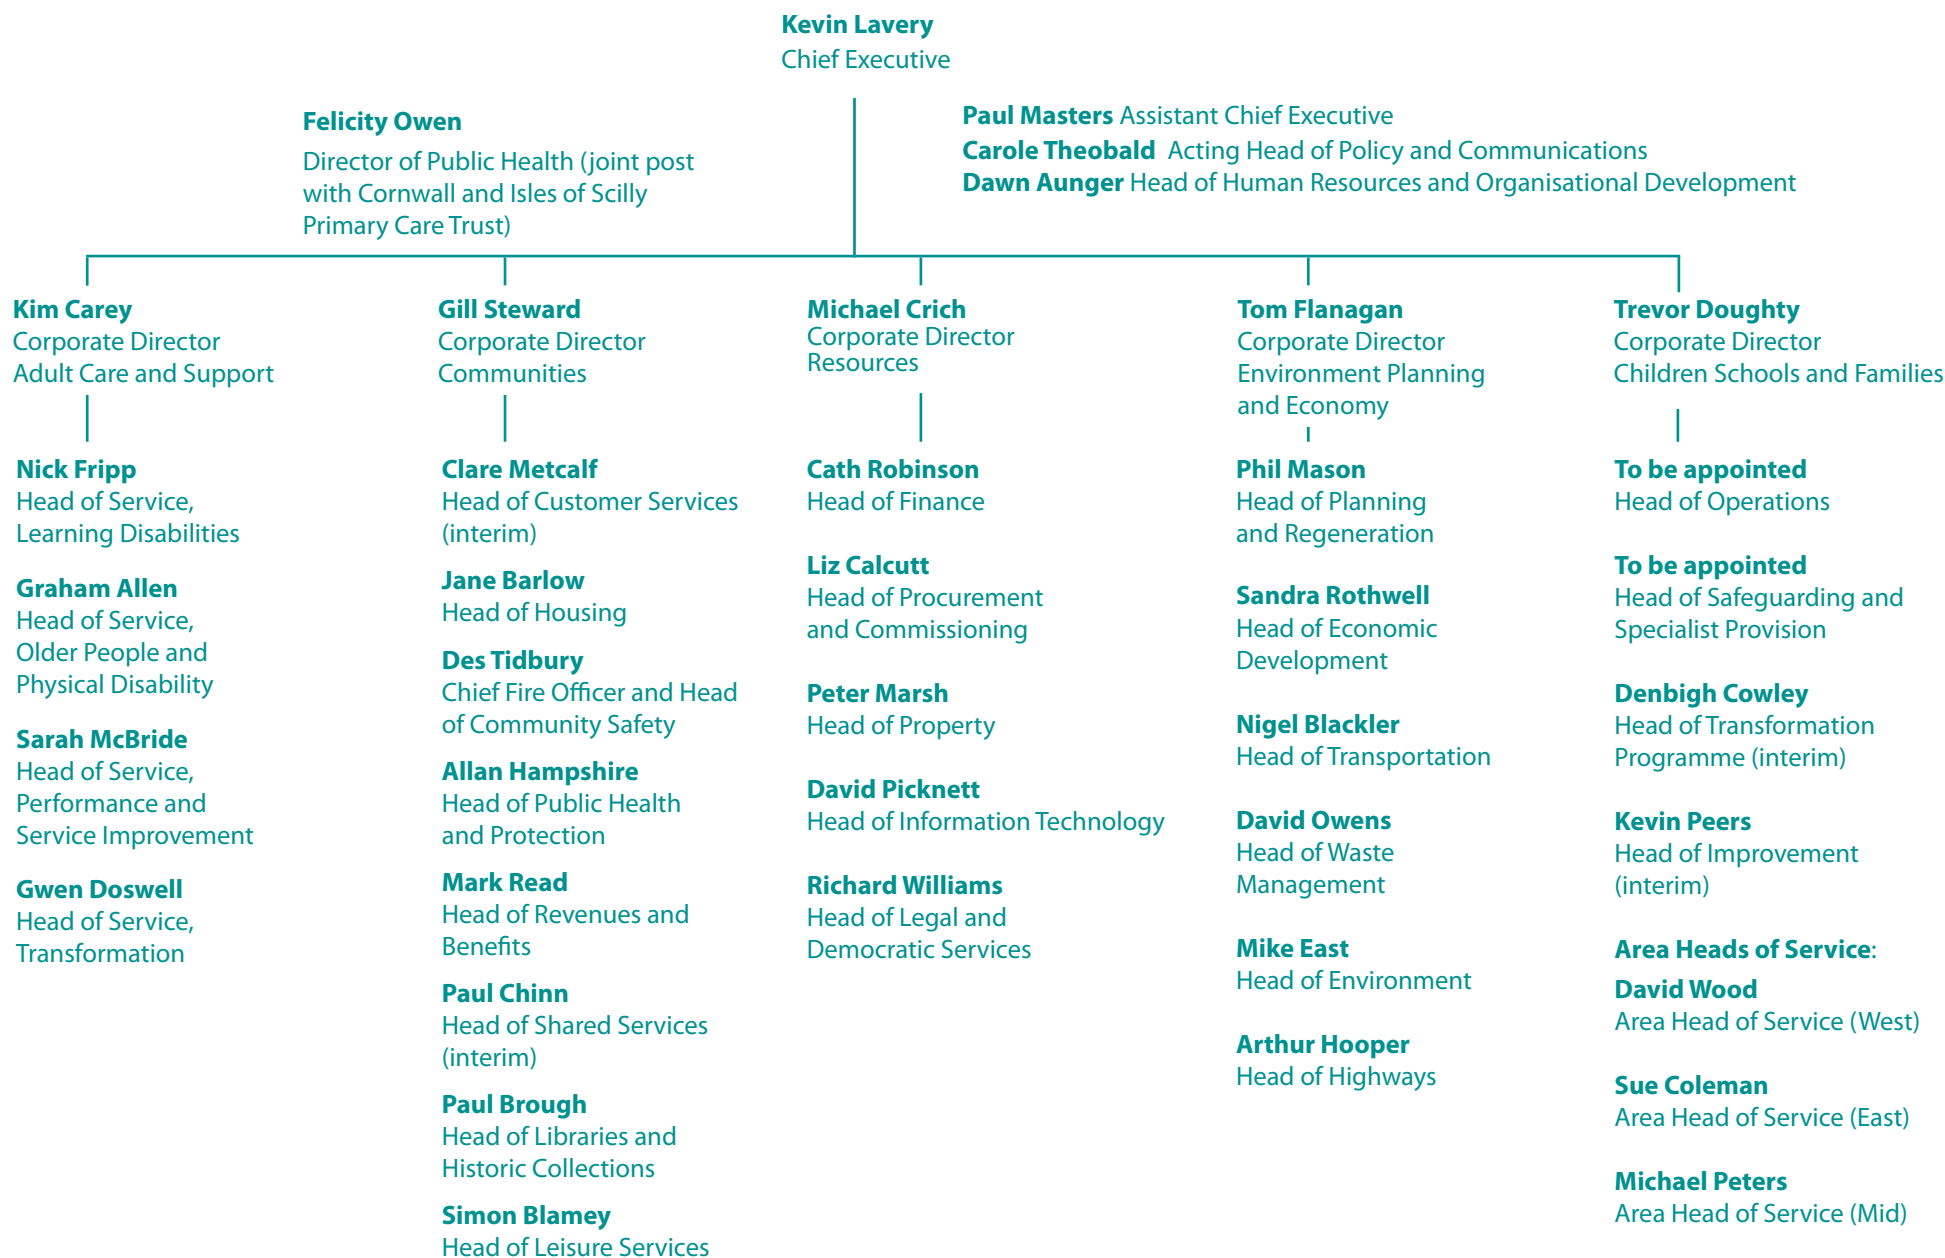 Kevin Lavery
Chief Executive
Felicity Owen
Director of Public Health (joint post
with Cornwall and Isles of Scilly
Primary Care Trust)
Paul Masters Assistant Chief Executive
Carole Theobald Acting Head of Policy and Communications
Dawn Aunger Head of Human Resources and Organisational Development
Kim Carey
Corporate Director
Adult Care and Support
Nick Fripp
Head of Service,
Learning Disabilities
Graham Allen
Head of Service,
Older People and
Physical Disability
Sarah McBride
Head of Service,
Performance and
Service Improvement
Gwen Doswell
Head of Service,
Transformation
Gill Steward
Corporate Director
Communities
Clare Metcalf
Head of Customer Services
(interim)
Jane Barlow
Head of Housing
Des Tidbury
Chief Fire Officer and Head
of Community Safety
Allan Hampshire
Head of Public Health
and Protection
Mark Read
Head of Revenues and
Benefits
Paul Chinn
Head of Shared Services
(interim)
Paul Brough
Head of Libraries and
Historic Collections
Simon Blamey
Head of Leisure Services
Michael Crich
Corporate Director
Resources
Cath Robinson
Head of Finance
Liz Calcutt
Head of Procurement
and Commissioning
Peter Marsh
Head of Property
David Picknett
Head of Information Technology
Richard Williams
Head of Legal and
Democratic Services
Tom Flanagan
Corporate Director
Environment Planning
and Economy
Phil Mason
Head of Planning
and Regeneration
Sandra Rothwell
Head of Economic
Development
Nigel Blackler
Head of Transportation
David Owens
Head of Waste
Management
Mike East
Head of Environment
Arthur Hooper
Head of Highways
Trevor Doughty
Corporate Director
Children Schools and Families
To be appointed
Head of Operations
To be appointed
Head of Safeguarding and
Specialist Provision
Denbigh Cowley
Head of Transformation
Programme (interim)
Kevin Peers
Head of Improvement
(interim)
Area Heads of Service:
David Wood
Area Head of Service (West)
Sue Coleman
Area Head of Service (East)
Michael Peters
Area Head of Service (Mid)